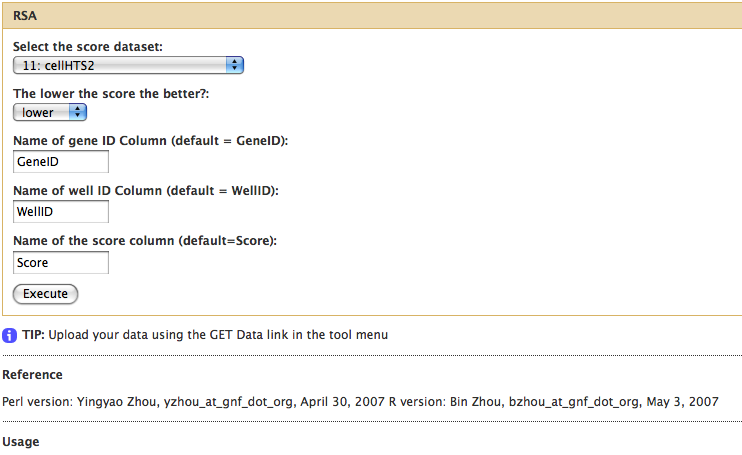 RSA
Select the score dataset:
11: cellHTS2
The lower the score the better?:
lower
Name of gene ID Column (default = GeneID):
GeneID
Name of well ID Column (default = WellID):
WellID
Name of the score column (default=Score):
Score
Execute
TIP: Upload your data using the GET Data link in the tool menu
Reference
Perl version: Yingyao Zhou, yzhou_at_gnf_dot_org, April 30, 2007 R version: Bin Zhou, bzhou_at_gnf_dot_org, May 3, 2007
Usage